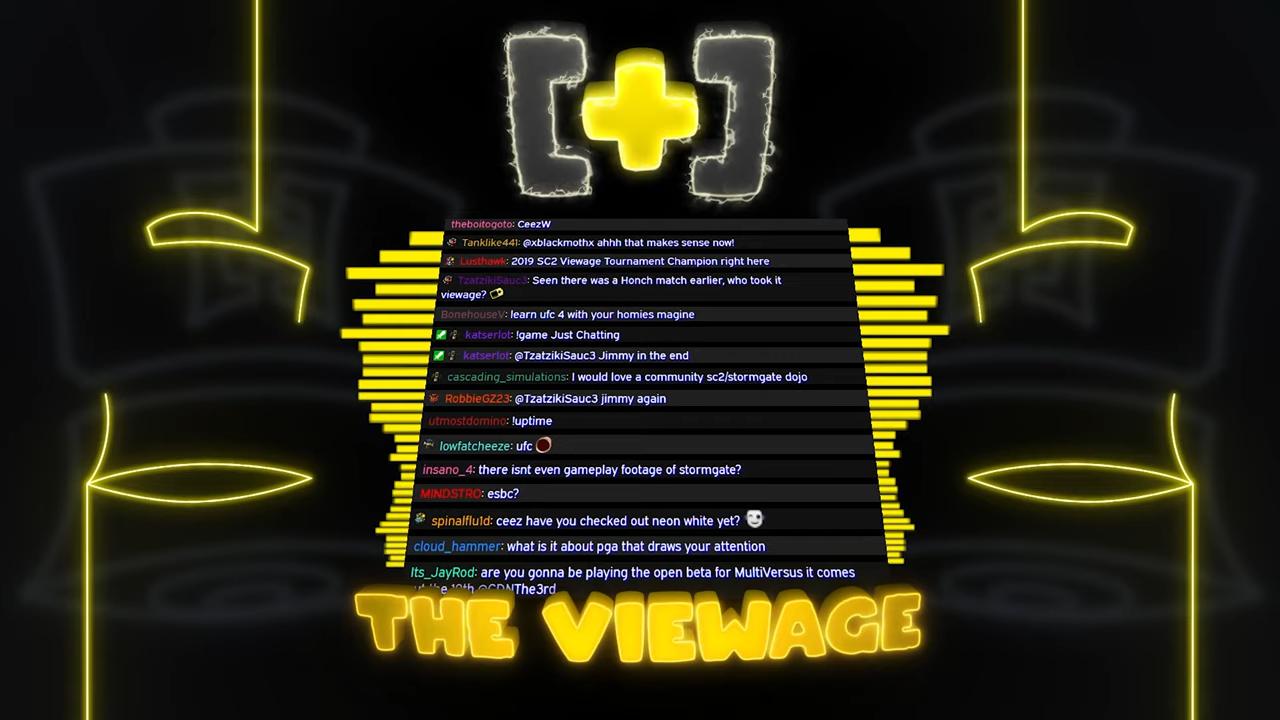 theboitogoto: CeezW
Tanklike441: @xblackmothx ahhh that makes sense now!
Lusthawk: 2019 SC2 Viewage Tournament Champion right here
TzatzikiSauc3: Seen there was a Honch match earlier, who took it
viewage?
BonehouseV: learn ufc 4 with your homies magine
katserlo!: !game Just Chatting
katserlo!: @TzatzikiSauc3 Jimmy in the end
cascading_simulations: I would love a community sc2/stormgate dojo
RobbieGZ23: @TzatzikiSauc3 jimmy again
utmostdomino: !uptime
lowfatcheeze: ufc
insano_4: there isnt even gameplay footage of stormgate?
MINDSTRO: esbc?
spinalflu1d: ceez have you checked out neon white yet?
cloud_hammer: what is it about pga that draws your attention
Its_JayRod: are you gonna be playing the open beta for MultiVersus it comes
the 19th @CDNThe3rd
THE VIEWAGE